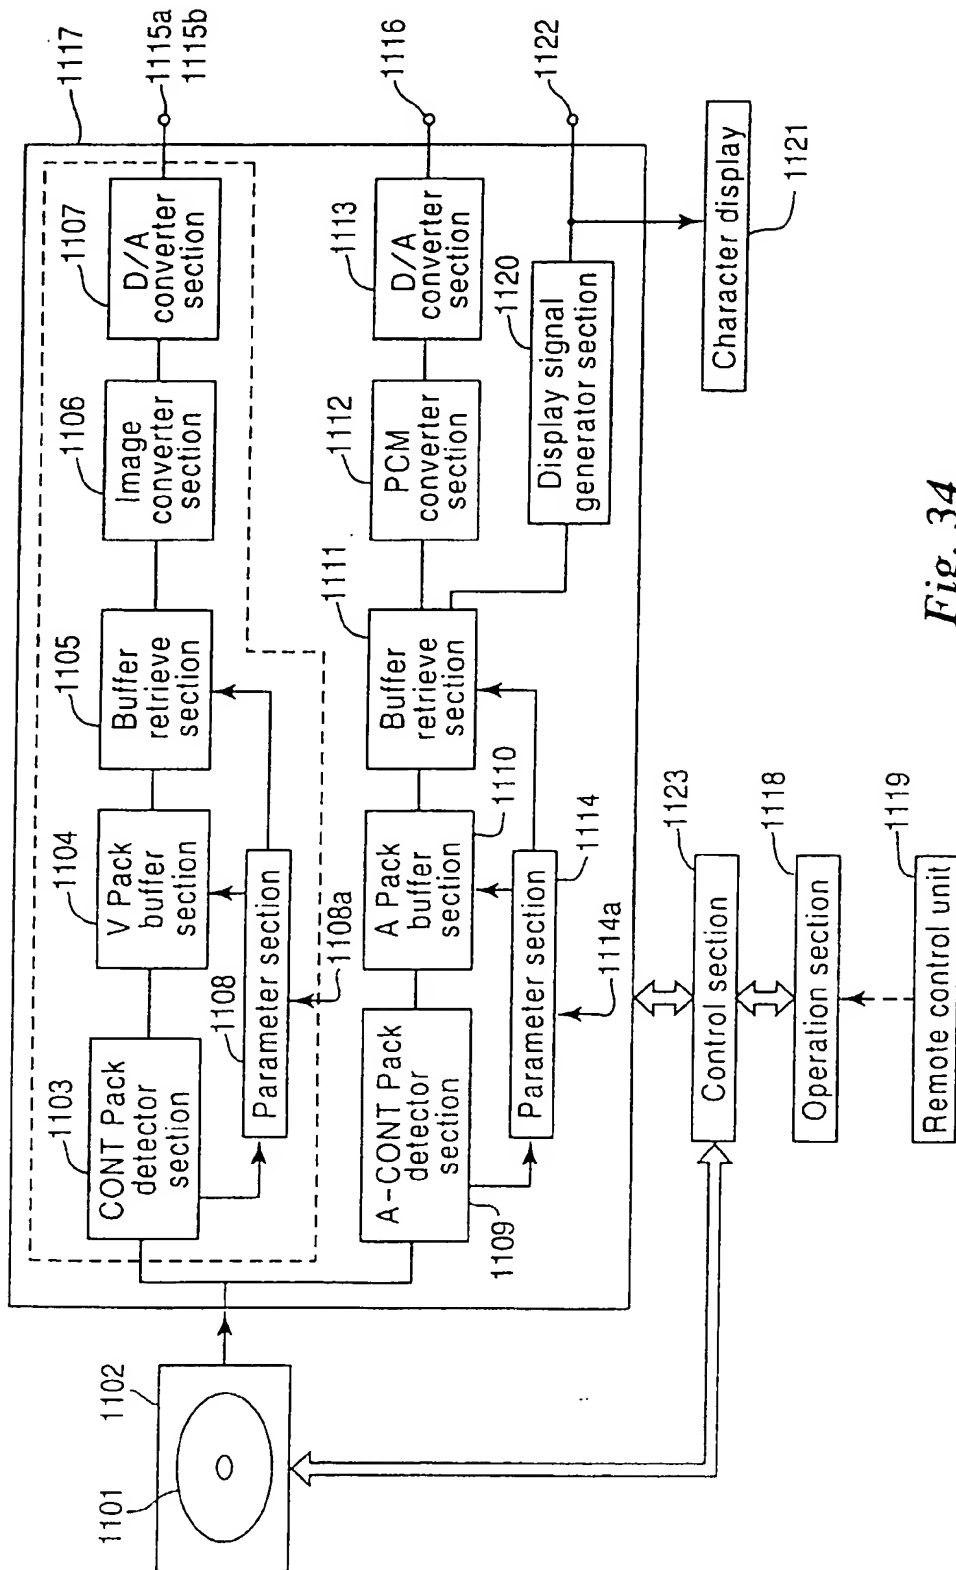 1117
1115a
1115b
1107
D/A
converter
section
1106
Image
converter
section
1105
Buffer
retrieve
section
1104
V Pack
buffer
section
1103
CONT Pack
detector
section
1108
Parameter section
1108a
1116
1113
D/A
converter
section
1112
PCM
converter
section
1111
Buffer
retrieve
section
1110
A Pack
buffer
section
A-CONT Pack
detector
section
1109
Parameter section
1114
1114a
1122
1120
Display signal
generator section
Character display
1121
1102
1101
1123
Control section
1118
Operation section
1119
Remote control unit
Fig. 34